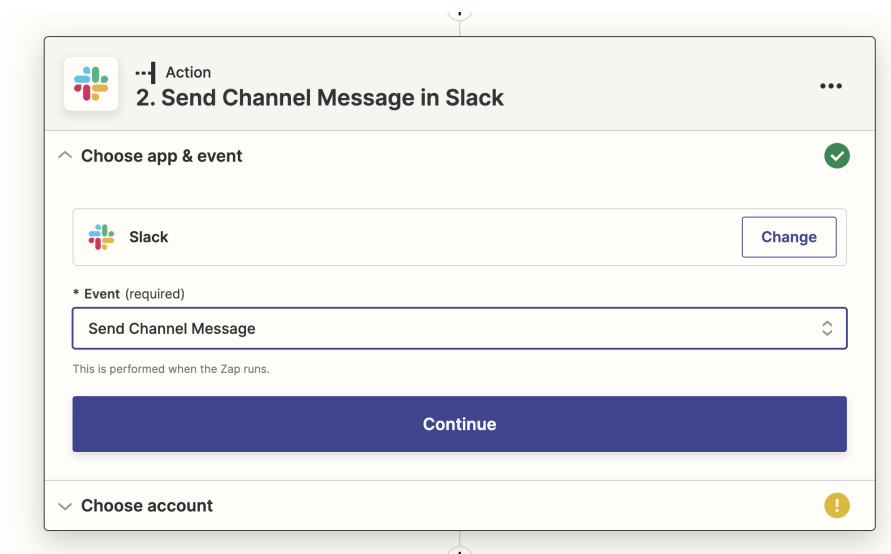 Action
2. Send Channel Message in Slack
Choose app & event
Slack
Change
* Event (required)
Send Channel Message
This is performed when the Zap runs.
Continue
Choose account